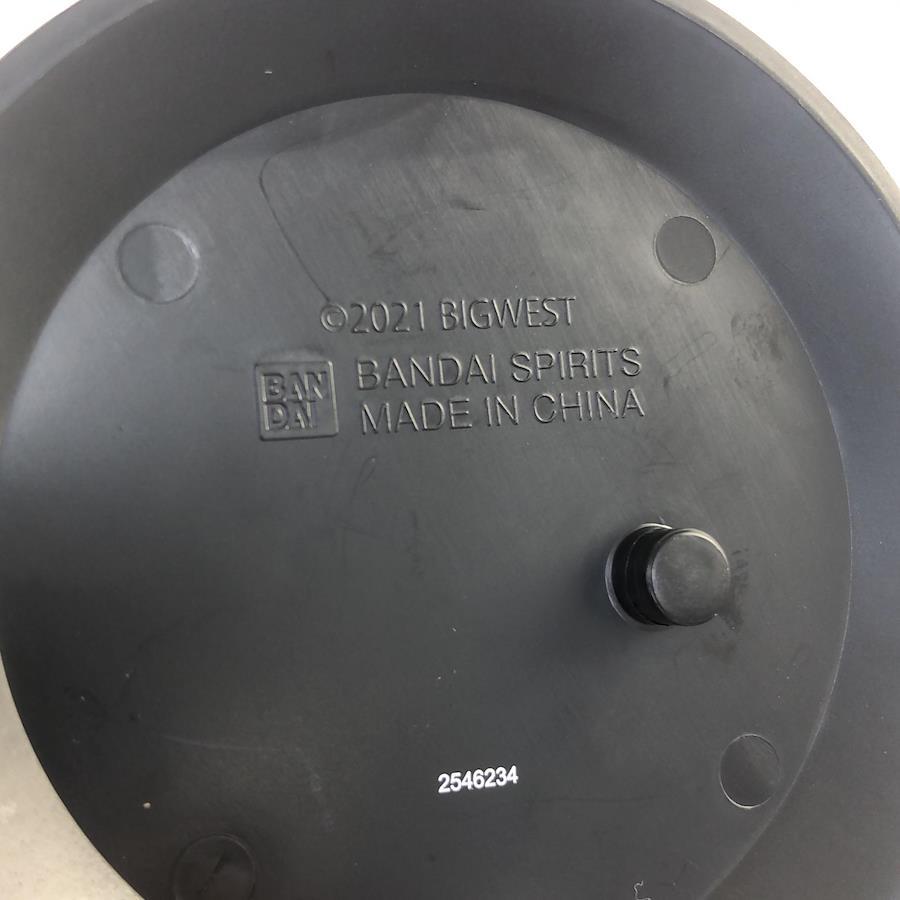 ©2021 BIGWEST
BAN
DAI
BANDAI SPIRITS
MADE IN CHINA
2546234